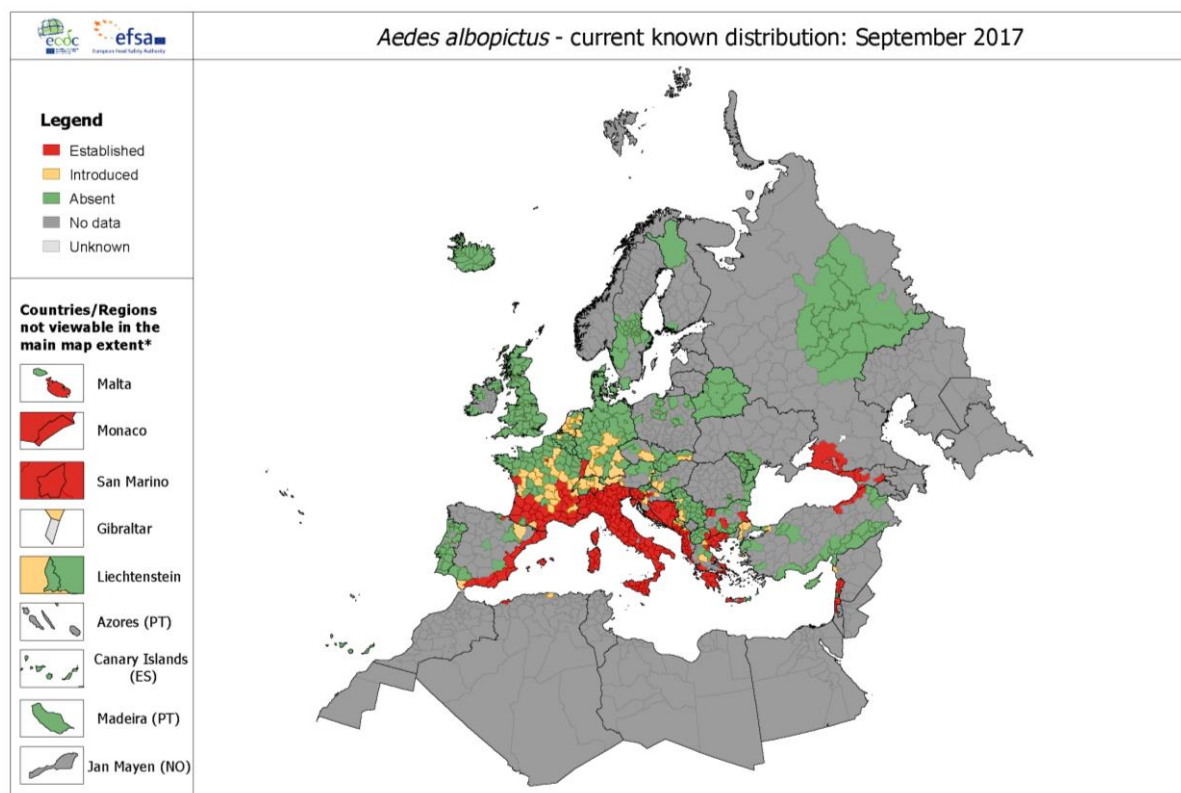 ecdc
efsa
European Food Safety Authority
Aedes albopictus - current known distribution: September 2017
Legend
Established
Introduced
Absent
No data
Unknown
Countries/Regions
not viewable in the
main map extent*
Malta
Monaco
San Marino
Gibraltar
Liechtenstein
Azores (PT)
Canary Islands
(ES)
Madeira (PT)
Jan Mayen (NO)